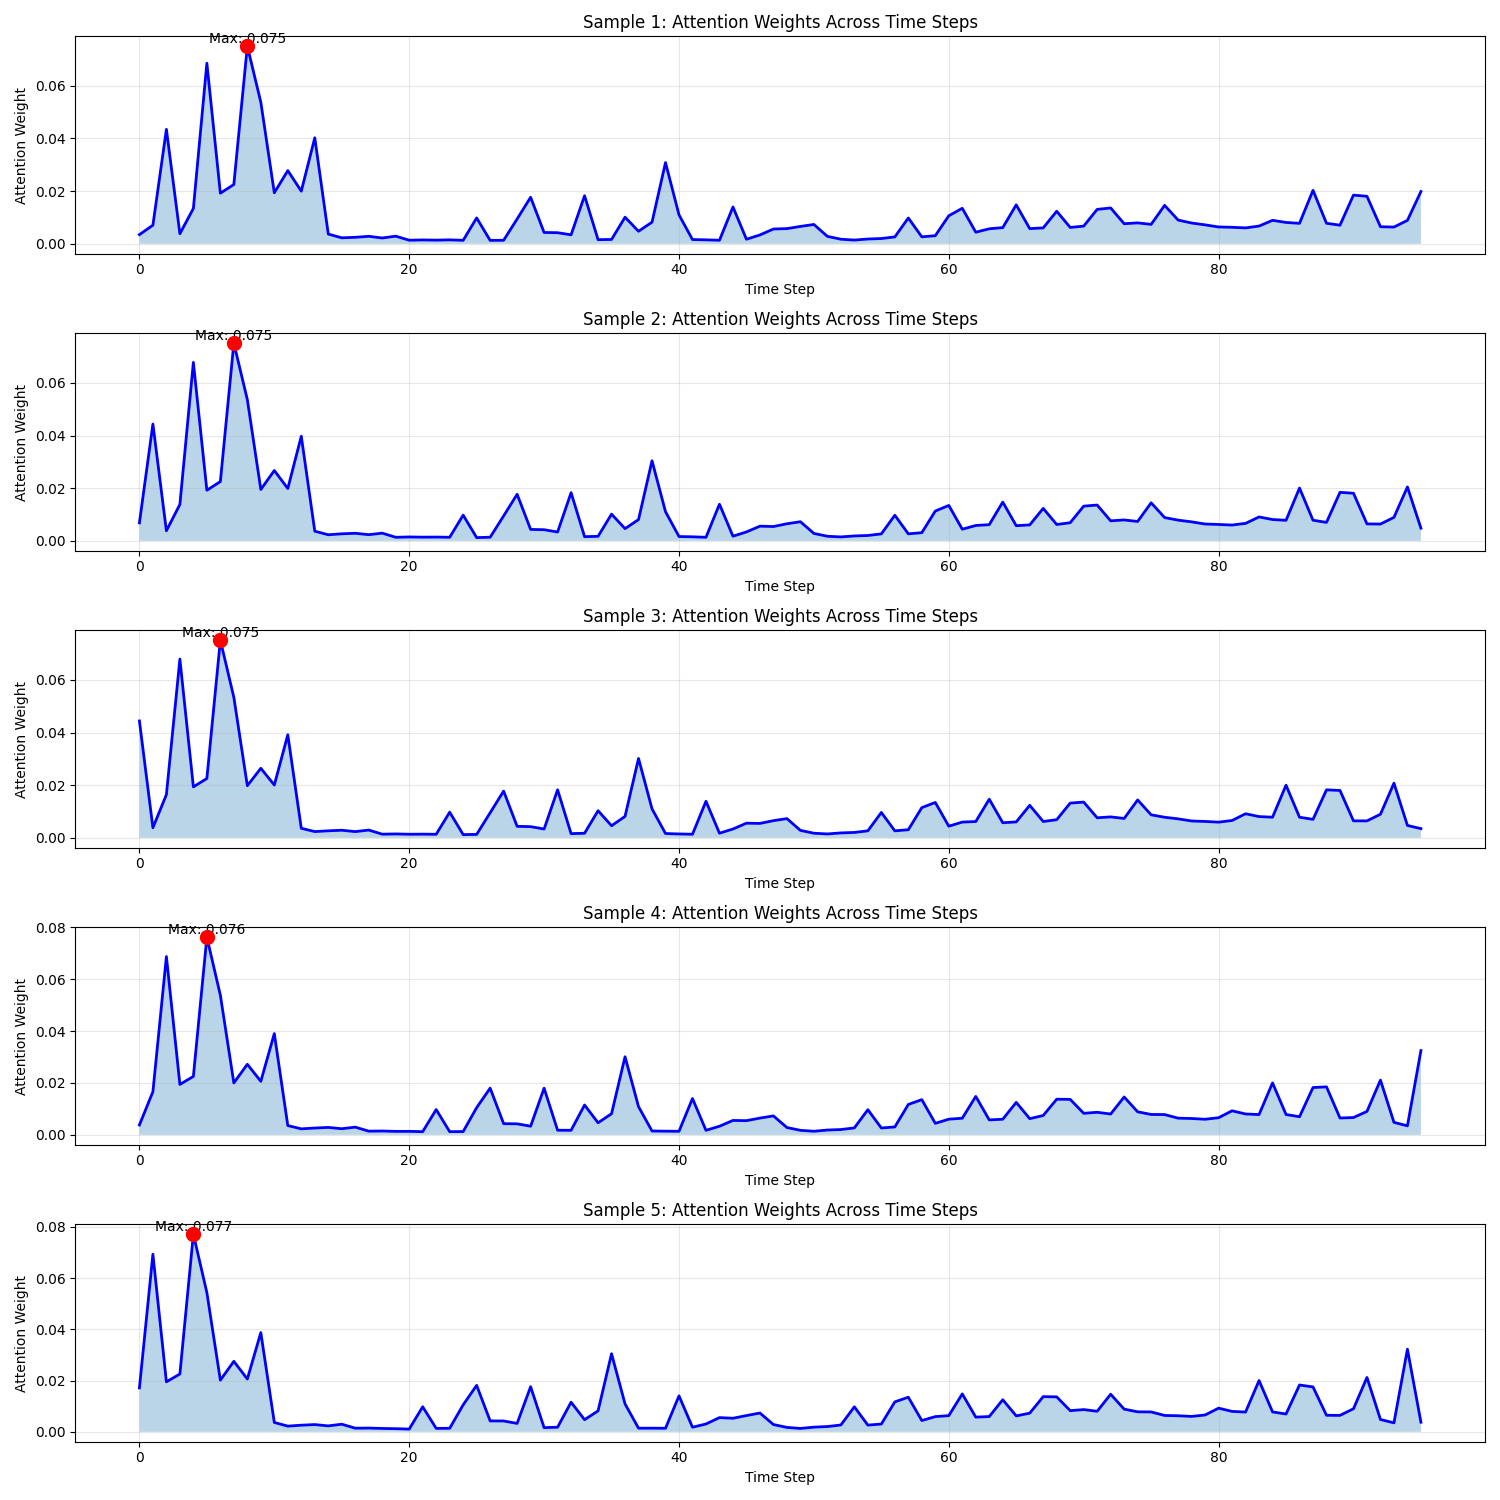 Sample 1: Attention Weights Across Time Steps
Max: 0.075
Attention Weight
0.06
0.04
0.02
0.00
0 20 40 60 80
Time Step
Sample 2: Attention Weights Across Time Steps
Max: 0.075
Attention Weight
0.06
0.04
0.02
0.00
0 20 40 60 80
Time Step
Sample 3: Attention Weights Across Time Steps
Max: 0.075
Attention Weight
0.06
0.04
0.02
0.00
0 20 40 60 80
Time Step
Sample 4: Attention Weights Across Time Steps
Max: 0.076
Attention Weight
0.08
0.06
0.04
0.02
0.00
0 20 40 60 80
Time Step
Sample 5: Attention Weights Across Time Steps
Max: 0.077
Attention Weight
0.08
0.06
0.04
0.02
0.00
0 20 40 60 80
Time Step